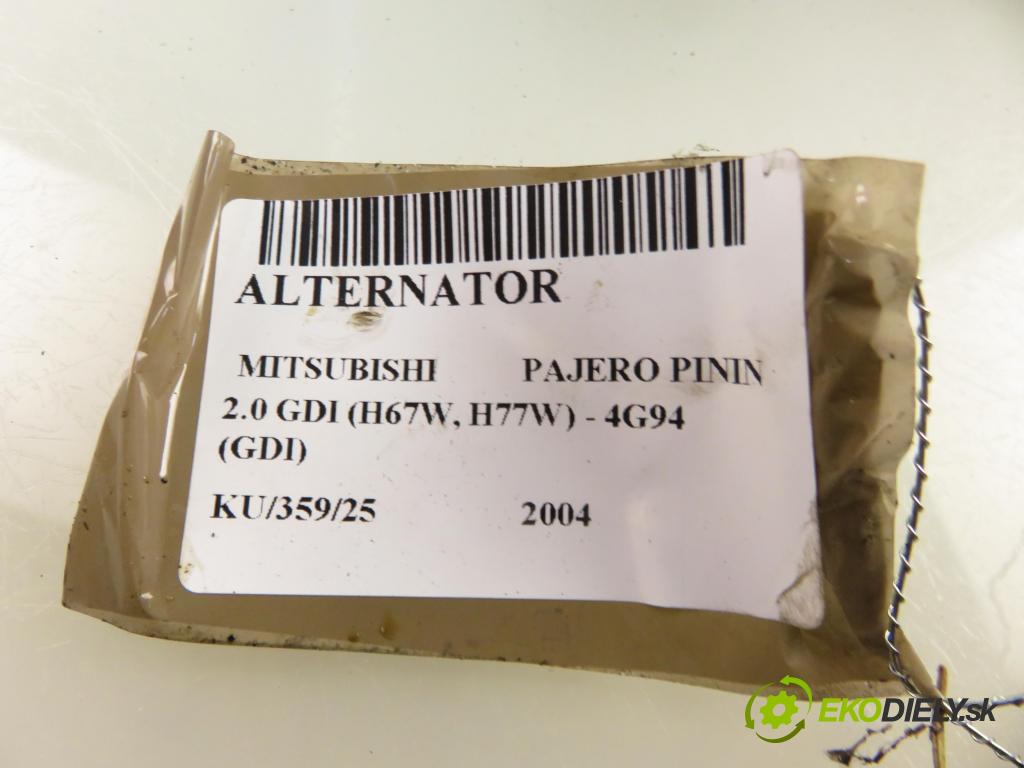 ALTERNATOR
MITSUBISHI PAJERO PININ
2.0 GDI (H67W, H77W) - 4G94
(GDI)
KU/359/25 2004
EKODIELY.sk